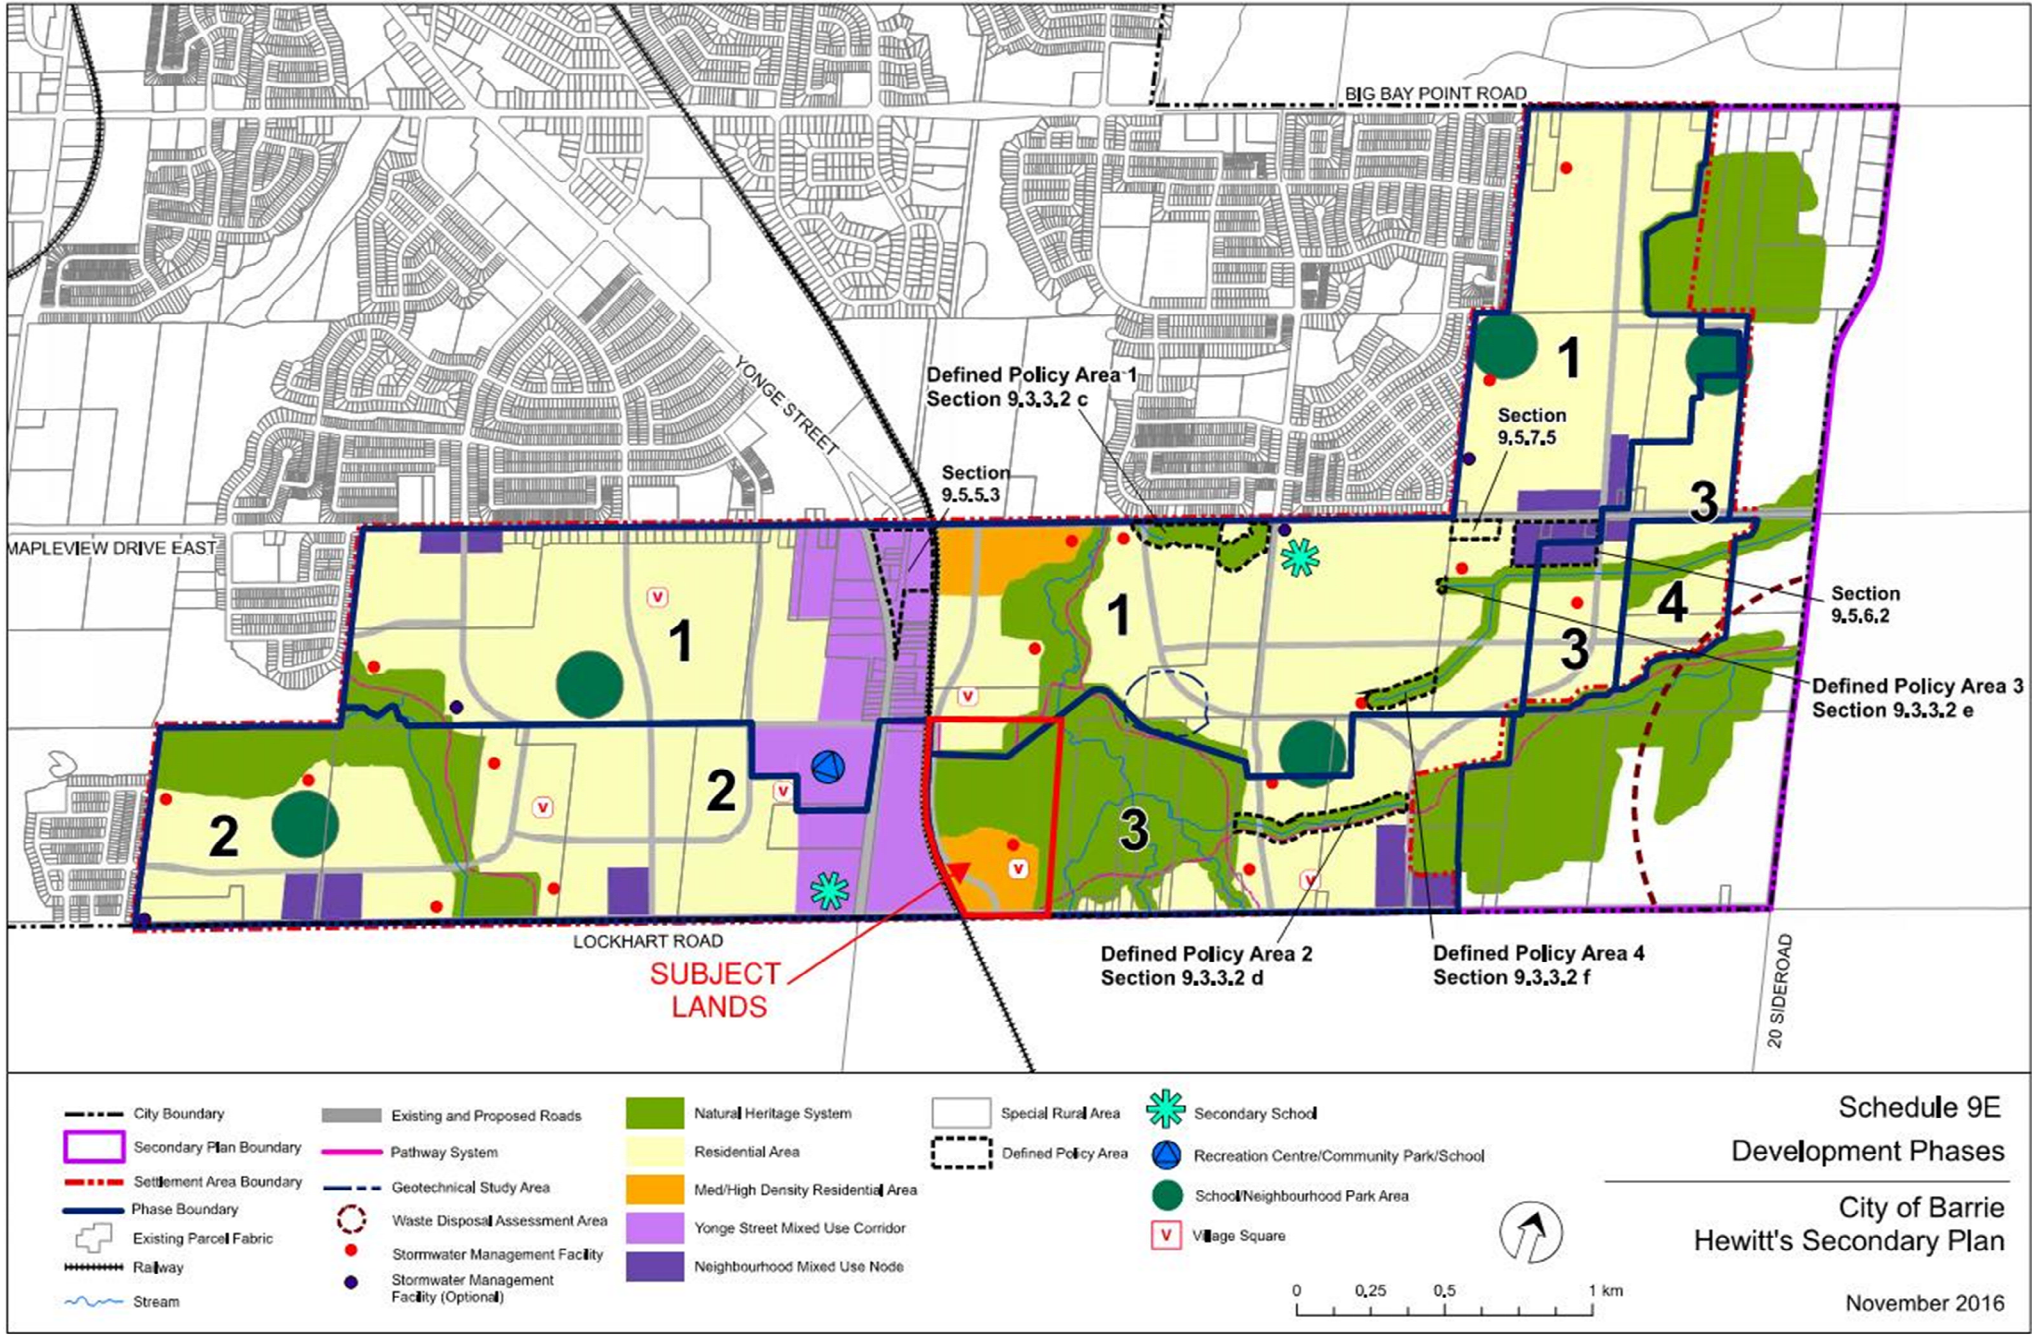 BIG BAY POINT ROAD
YONGE STREET
Defined Policy Area 1
Section 9.3.3.2 c
Section
9.5.7.5
Section
9.5.5.3
MAPLEVIEW DRIVE EAST
1
1
1
2
2
3
3
3
4
V
V
V
V
V
V
Section
9.5.6.2
Defined Policy Area 3
Section 9.3.3.2 e
LOCKHART ROAD
SUBJECT
LANDS
Defined Policy Area 2
Section 9.3.3.2 d
Defined Policy Area 4
Section 9.3.3.2 f
20 SIDEROAD
City Boundary
Secondary Plan Boundary
Settlement Area Boundary
Phase Boundary
Existing Parcel Fabric
Railway
Stream
Existing and Proposed Roads
Pathway System
Geotechnical Study Area
Waste Disposal Assessment Area
Stormwater Management Facility
Stormwater Management
Facility (Optional)
Natural Heritage System
Residential Area
Med/High Density Residential Area
Yonge Street Mixed Use Corridor
Neighbourhood Mixed Use Node
Special Rural Area
Defined Policy Area
Secondary School
Recreation Centre/Community Park/School
School/Neighbourhood Park Area
V Village Square
0 0.25 0.5 1 km
Schedule 9E
Development Phases
City of Barrie
Hewitt's Secondary Plan
November 2016